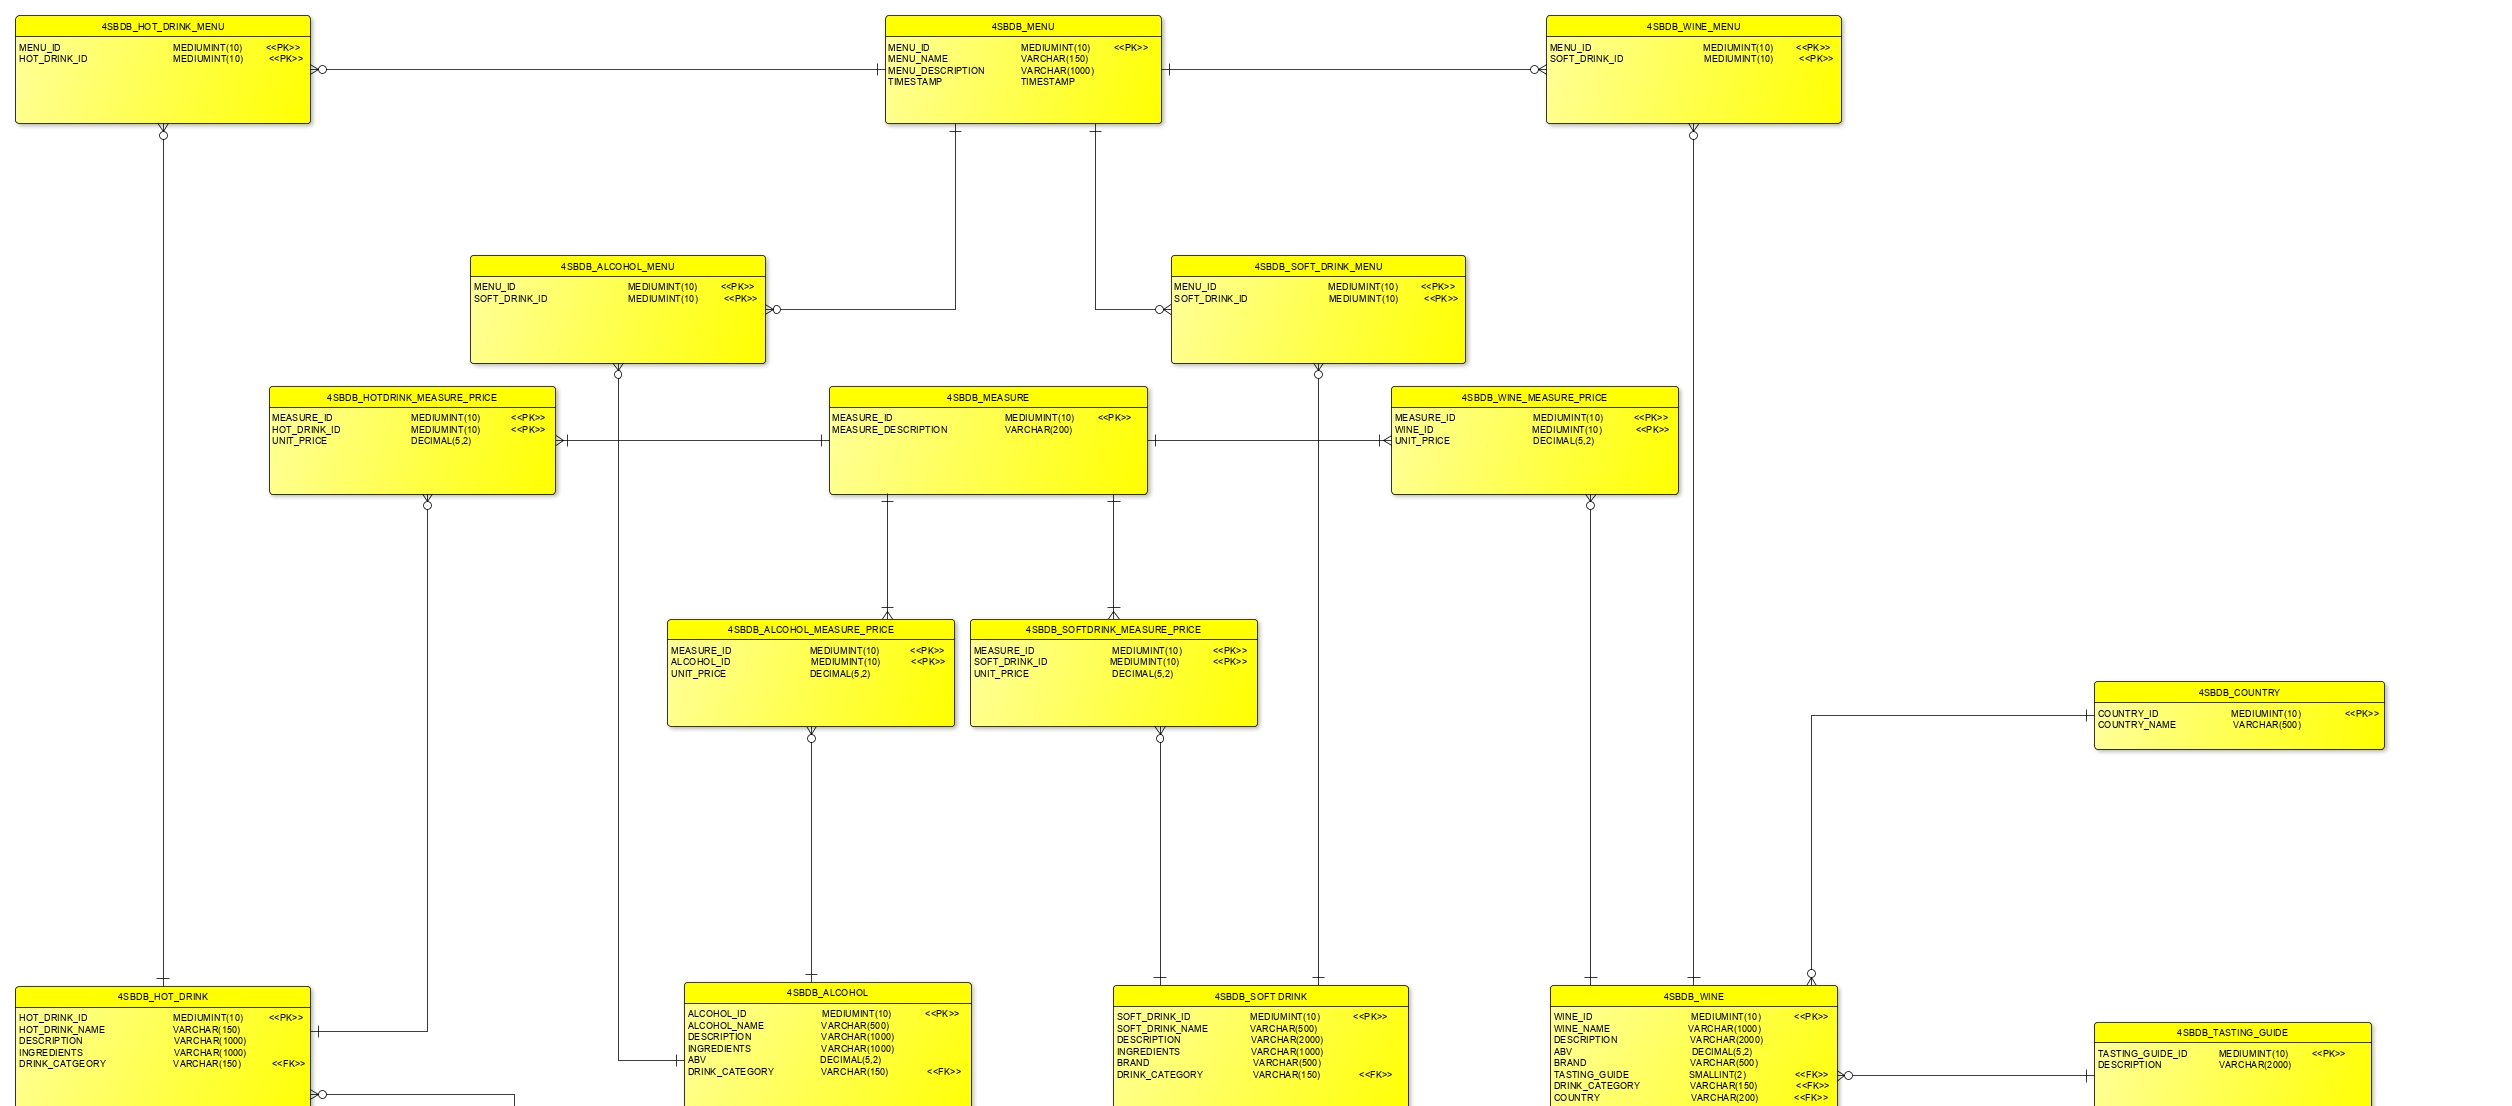 4SBDB_HOT_DRINK_MENU
MENU_ID MEDIUMINT(10) <<PK>>
HOT_DRINK_ID MEDIUMINT(10) <<PK>>
4SBDB_MENU
MENU_ID MEDIUMINT(10) <<PK>>
MENU_NAME VARCHAR(150)
MENU_DESCRIPTION VARCHAR(1000)
TIMESTAMP TIMESTAMP
4SBDB_WINE_MENU
MENU_ID MEDIUMINT(10) <<PK>>
SOFT_DRINK_ID MEDIUMINT(10) <<PK>>
4SBDB_ALCOHOL_MENU
MENU_ID MEDIUMINT(10) <<PK>>
SOFT_DRINK_ID MEDIUMINT(10) <<PK>>
4SBDB_SOFT_DRINK_MENU
MENU_ID MEDIUMINT(10) <<PK>>
SOFT_DRINK_ID MEDIUMINT(10) <<PK>>
4SBDB_HOTDRINK_MEASURE_PRICE
MEASURE_ID MEDIUMINT(10) <<PK>>
HOT_DRINK_ID MEDIUMINT(10) <<PK>>
UNIT_PRICE DECIMAL(5,2)
4SBDB_MEASURE
MEASURE_ID MEDIUMINT(10) <<PK>>
MEASURE_DESCRIPTION VARCHAR(200)
4SBDB_WINE_MEASURE_PRICE
MEASURE_ID MEDIUMINT(10) <<PK>>
WINE_ID MEDIUMINT(10) <<PK>>
UNIT_PRICE DECIMAL(5,2)
4SBDB_ALCOHOL_MEASURE_PRICE
MEASURE_ID MEDIUMINT(10) <<PK>>
ALCOHOL_ID MEDIUMINT(10) <<PK>>
UNIT_PRICE DECIMAL(5,2)
4SBDB_SOFTDRINK_MEASURE_PRICE
MEASURE_ID MEDIUMINT(10) <<PK>>
SOFT_DRINK_ID MEDIUMINT(10) <<PK>>
UNIT_PRICE DECIMAL(5,2)
4SBDB_COUNTRY
COUNTRY_ID MEDIUMINT(10) <<PK>>
COUNTRY_NAME VARCHAR(500)
4SBDB_HOT_DRINK
HOT_DRINK_ID MEDIUMINT(10) <<PK>>
HOT_DRINK_NAME VARCHAR(150)
DESCRIPTION VARCHAR(1000)
INGREDIENTS VARCHAR(1000)
DRINK_CATGEORY VARCHAR(150) <<FK>>
4SBDB_ALCOHOL
ALCOHOL_ID MEDIUMINT(10) <<PK>>
ALCOHOL_NAME VARCHAR(500)
DESCRIPTION VARCHAR(1000)
INGREDIENTS VARCHAR(1000)
ABV DECIMAL(5,2)
DRINK_CATEGORY VARCHAR(150) <<FK>>
4SBDB_SOFT DRINK
SOFT_DRINK_ID MEDIUMINT(10) <<PK>>
SOFT_DRINK_NAME VARCHAR(500)
DESCRIPTION VARCHAR(2000)
INGREDIENTS VARCHAR(1000)
BRAND VARCHAR(500)
DRINK_CATEGORY VARCHAR(150) <<FK>>
4SBDB_WINE
WINE_ID MEDIUMINT(10) <<PK>>
WINE_NAME VARCHAR(1000)
DESCRIPTION VARCHAR(2000)
ABV DECIMAL(5,2)
BRAND VARCHAR(500)
TASTING_GUIDE SMALLINT(2) <<FK>>
DRINK_CATEGORY VARCHAR(150) <<FK>>
COUNTRY VARCHAR(200) <<FK>>
4SBDB_TASTING_GUIDE
TASTING_GUIDE_ID MEDIUMINT(10) <<PK>>
DESCRIPTION VARCHAR(2000)